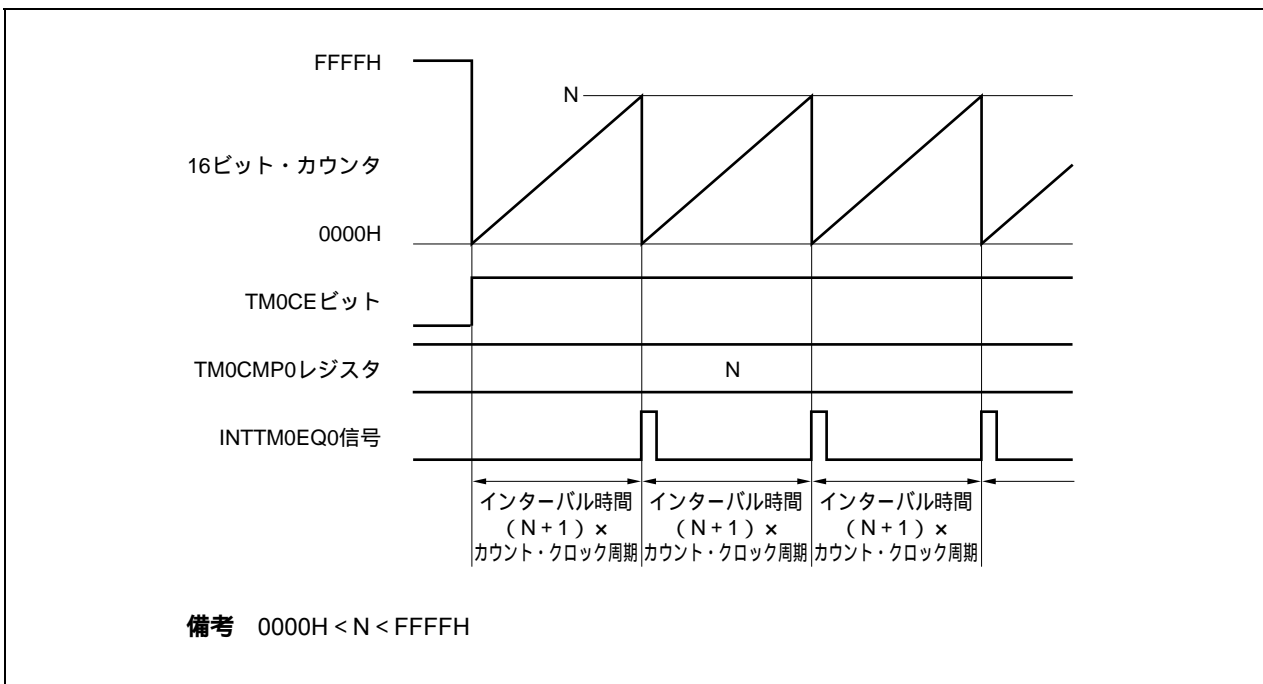 FFFFH
N
16ビット・カウンタ
0000H
TM0CEビット
TM0CMP0レジスタ
N
INTTM0EQ0信号
インターバル時間
(N+1)×
カウント・クロック周期
インターバル時間
(N+1)×
カウント・クロック周期
インターバル時間
(N+1)×
カウント・クロック周期
備考 0000H<N<FFFFH